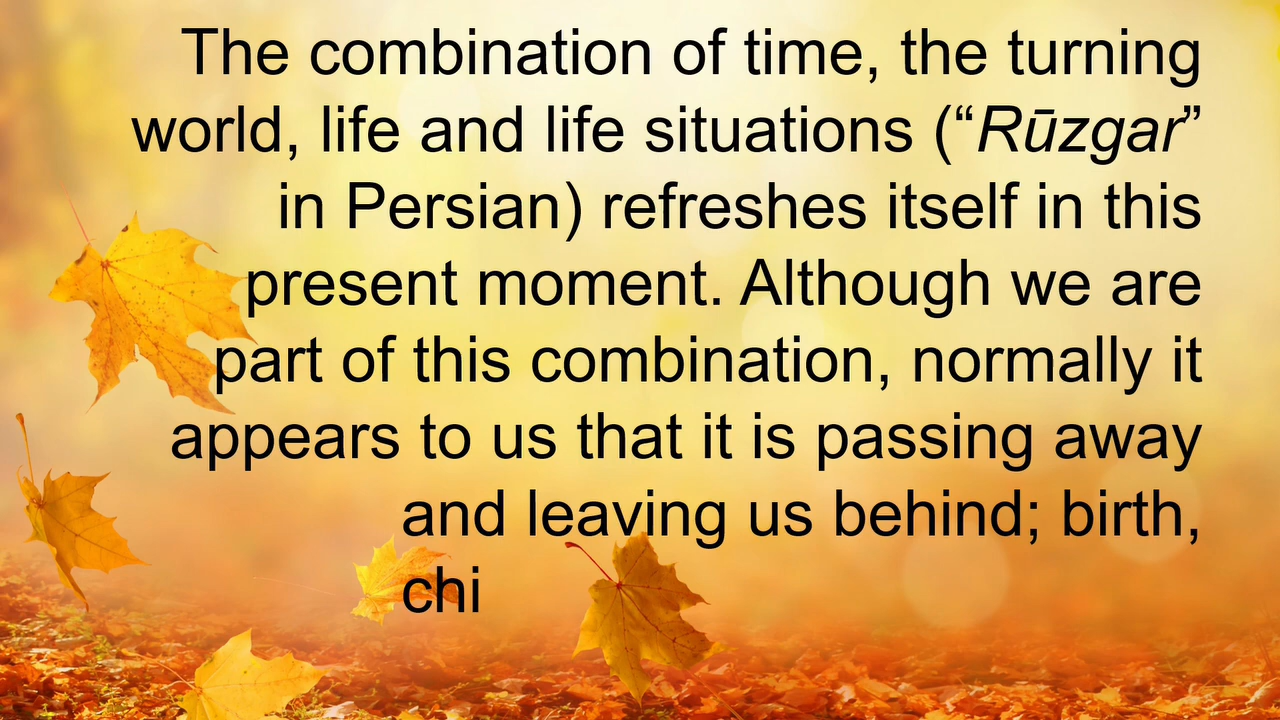 The combination of time, the turning
world, life and life situations (“Rūzgar”
in Persian) refreshes itself in this
present moment. Although we are
part of this combination, normally it
appears to us that it is passing away
and leaving us behind; birth,
chi